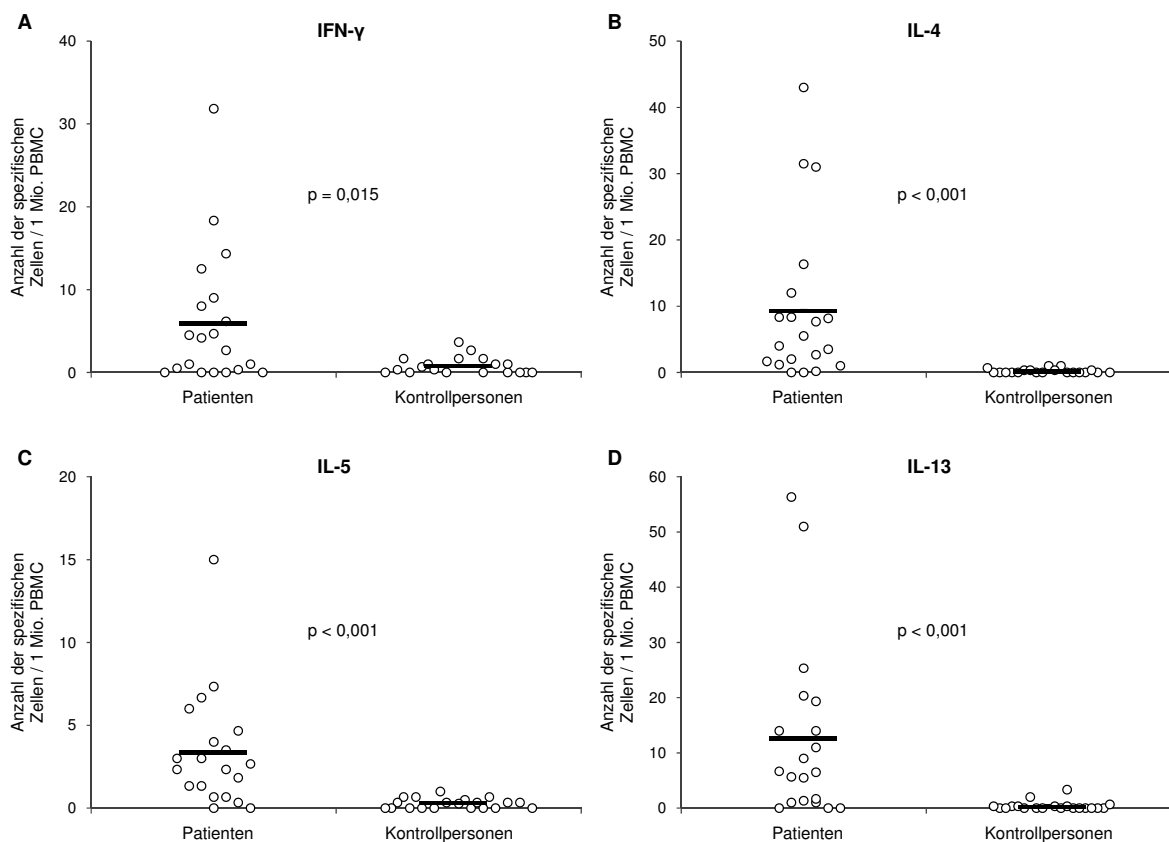 A
IFN-γ
Anzahl der spezifischen
Zellen / 1 Mio. PBMC
40
30
20
10
0
p = 0,015
Patienten
Kontrollpersonen
B
IL-4
Anzahl der spezifischen
Zellen / 1 Mio. PBMC
50
40
30
20
10
0
p < 0,001
Patienten
Kontrollpersonen
C
IL-5
Anzahl der spezifischen
Zellen / 1 Mio. PBMC
20
15
10
5
0
p < 0,001
Patienten
Kontrollpersonen
D
IL-13
Anzahl der spezifischen
Zellen / 1 Mio. PBMC
60
50
40
30
20
10
0
p < 0,001
Patienten
Kontrollpersonen